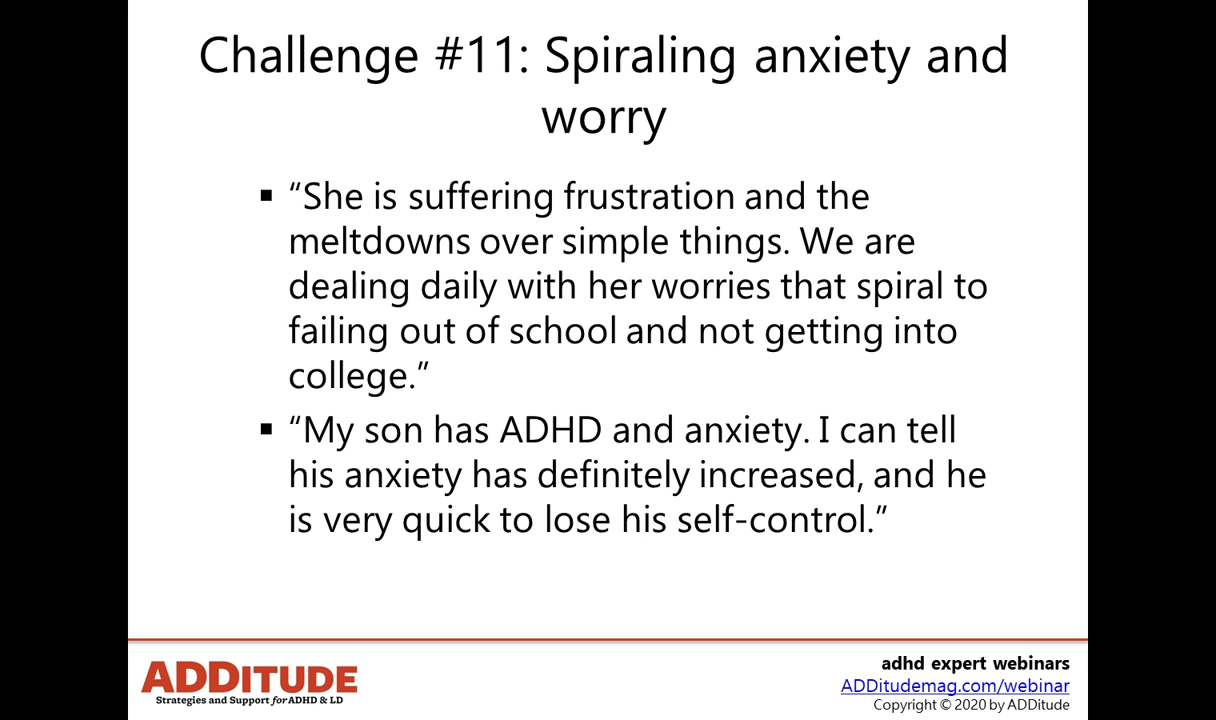 Challenge #11: Spiraling anxiety and
worry
▪ “She is suffering frustration and the
meltdowns over simple things. We are
dealing daily with her worries that spiral to
failing out of school and not getting into
college.”
▪ “My son has ADHD and anxiety. I can tell
his anxiety has definitely increased, and he
is very quick to lose his self-control.”
ADDITUDE
Strategies and Support for ADHD & LD
adhd expert webinars
ADDitudemag.com/webinar
Copyright © 2020 by ADDitude